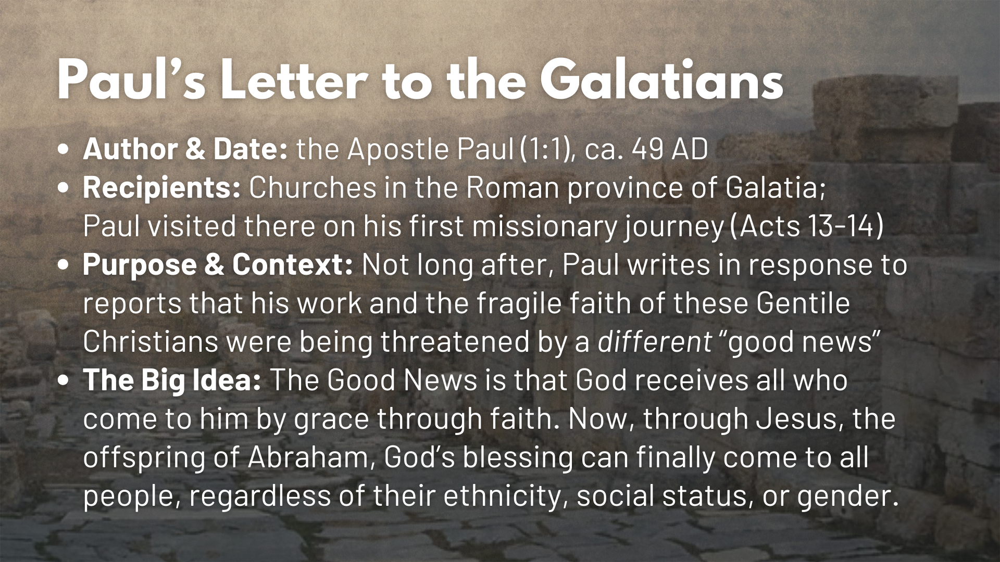 Paul’s Letter to the Galatians
• Author & Date: the Apostle Paul (1:1), ca. 49 AD
• Recipients: Churches in the Roman province of Galatia;
Paul visited there on his first missionary journey (Acts 13-14)
• Purpose & Context: Not long after, Paul writes in response to
reports that his work and the fragile faith of these Gentile
Christians were being threatened by a different “good news”
• The Big Idea: The Good News is that God receives all who
come to him by grace through faith. Now, through Jesus, the
offspring of Abraham, God’s blessing can finally come to all
people, regardless of their ethnicity, social status, or gender.